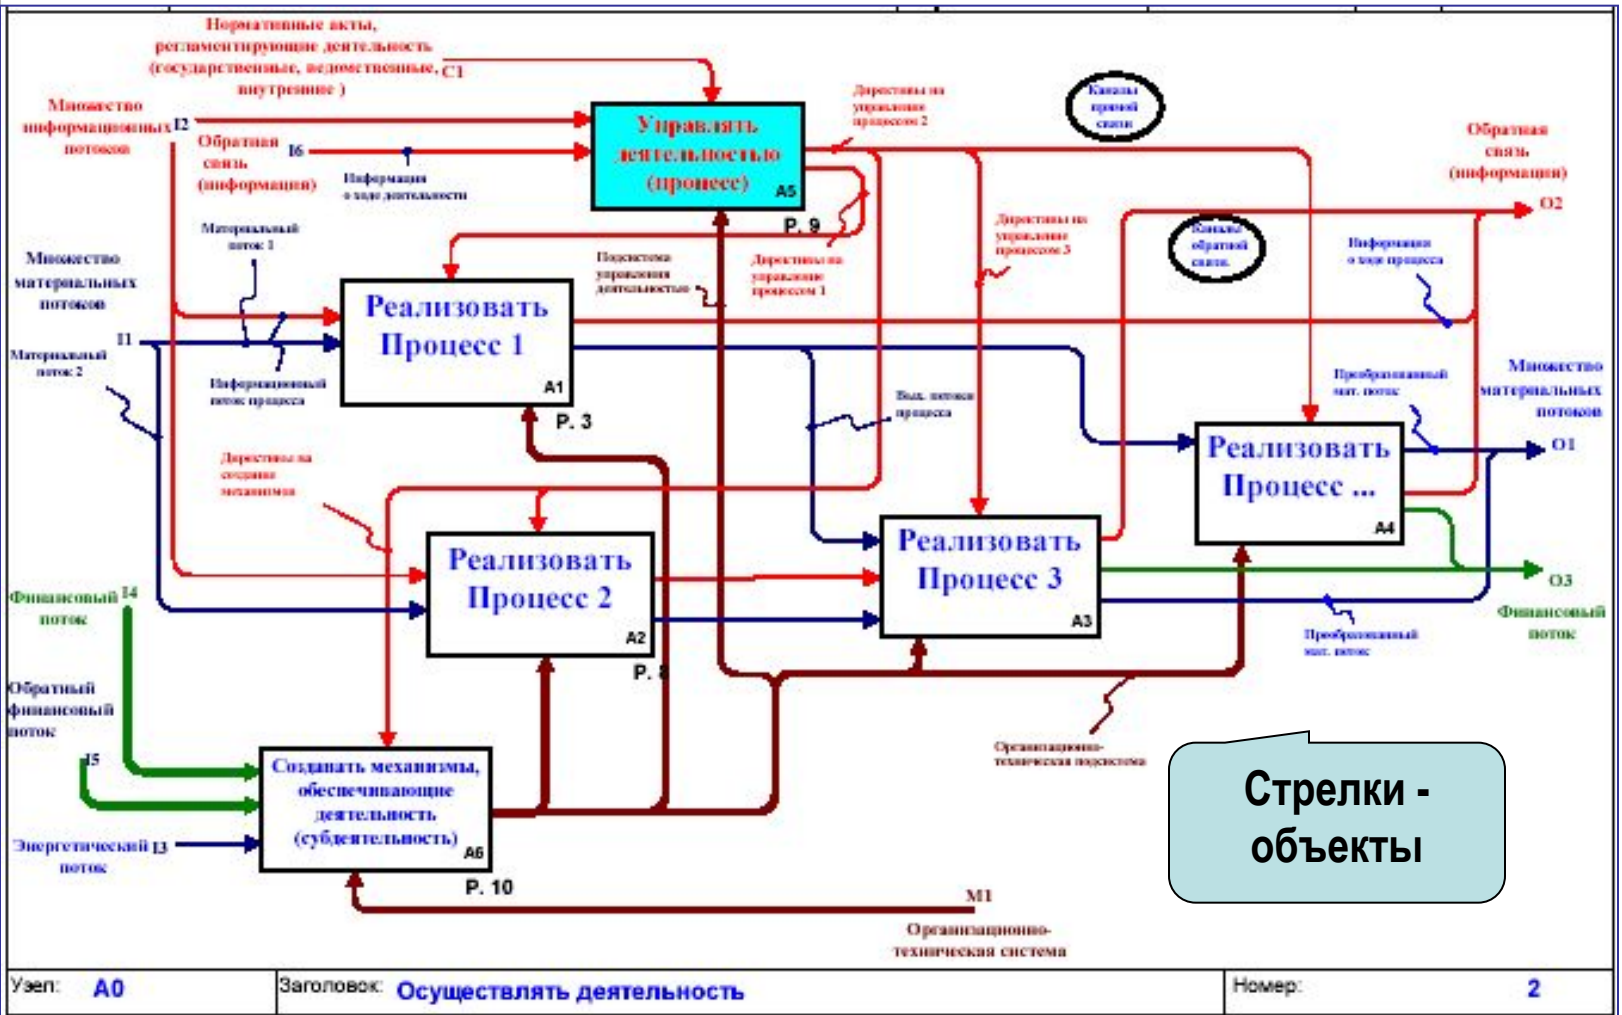 Нормативные акты,
регламентирующие деятельность
(государственные, ведомственные,
внутренние )
C1
Множество
информационных
потоков
I2
Обратная
связь
(информация)
I6
Информация
о ходе деятельности
Управлять
деятельностью
(процесс)
A5
P. 9
Директивы на
управление
процессом 2
Каналы
прямой
связи
Обратная
связь
(информация)
O2
Материальный
поток 1
Множество
материальных
потоков
I1
Материальный
поток 2
Информационный
поток процесса
Реализовать
Процесс 1
A1
P. 3
Подсистема
управления
деятельностью
Директивы на
управление
процессом 1
Директивы на
управление
процессом 3
Каналы
обратной
связи.
Информация
о ходе процесса
Вых. потоки
процесса
Преобразованный
мат. поток
Множество
материальных
потоков
O1
Реализовать
Процесс ...
A4
Директивы на
создание
механизмов
Реализовать
Процесс 2
A2
P. 8
Реализовать
Процесс 3
A3
O3
Финансовый
поток
Преобразованный
мат. поток
Финансовый
поток
I4
Обратный
финансовый
поток
I5
Энергетический
поток
I3
Создавать механизмы,
обеспечивающие
деятельность
(субдеятельность)
A6
P. 10
Организационно-
техническая подсистема
M1
Организационно-
техническая система
Стрелки -
объекты
Узел: A0
Заголовок: Осуществлять деятельность
Номер: 2